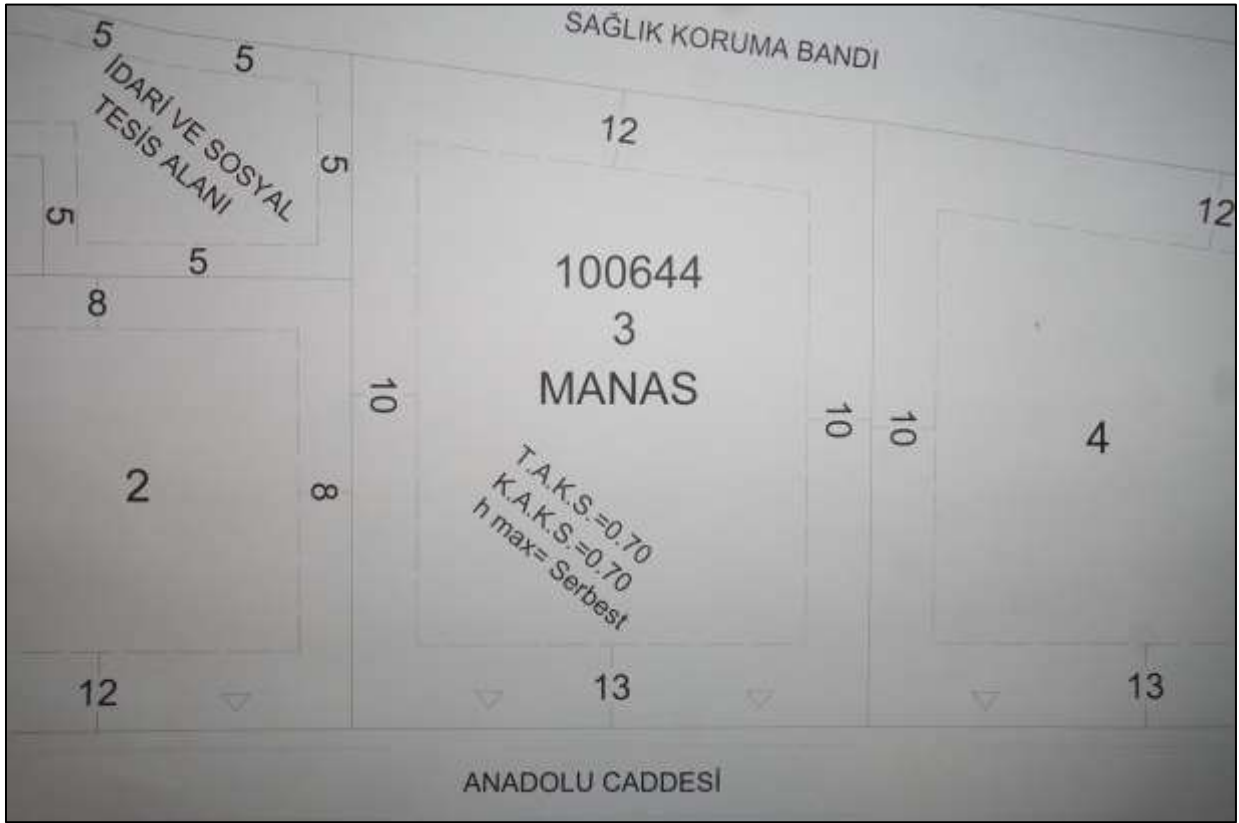 SAĞLIK KORUMA BANDI
5
5
İDARİ VE SOSYAL
TESİS ALANI
5
5
5
12
12
100644
3
MANAS
8
10
10
10
2
8
4
T.A.K.S.=0.70
K.A.K.S.=0.70
h max= Serbest
12
13
13
ANADOLU CADDESİ